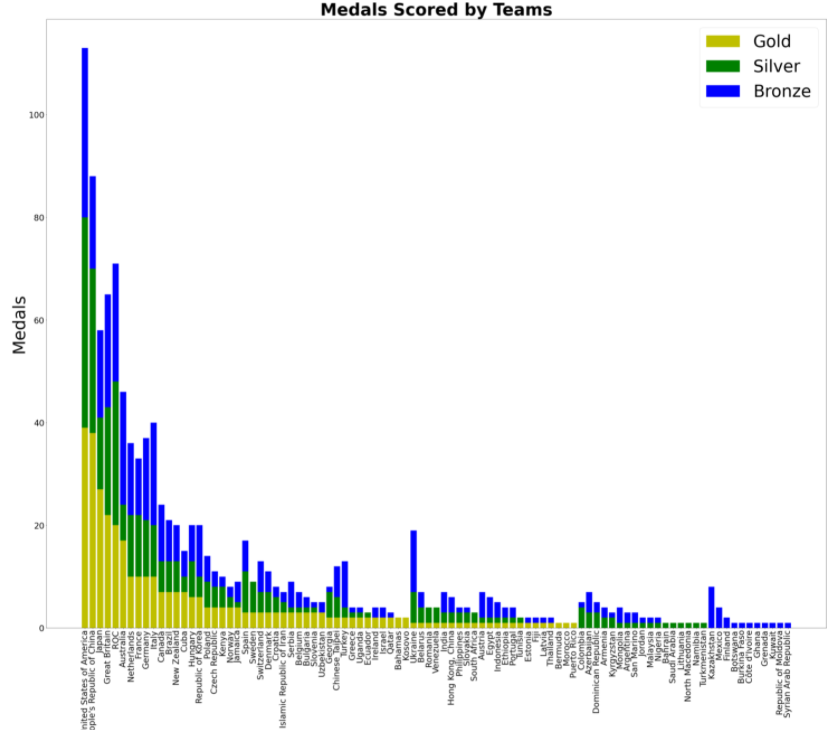 Medals Scored by Teams
Gold
Silver
Bronze
Medals
100
80
60
40
20
0
nited States of America
ople's Republic of China
Japan
Great Britain
ROC
Australia
Netherlands
France
Germany
Italy
Canada
Brazil
New Zealand
Cuba
Hungary
Republic of Korea
Poland
Czech Republic
Kenya
Norway
Jamaica
Spain
Sweden
Switzerland
Denmark
Croatia
Islamic Republic of Iran
Serbia
Belgium
Bulgaria
Slovenia
Uzbekistan
Georgia
Chinese Taipei
Turkey
Greece
Uganda
Ecuador
Ireland
Israel
Qatar
Bahamas
Kosovo
Ukraine
Belarus
Romania
Venezuela
India
Hong Kong, China
Philippines
Slovakia
South Africa
Austria
Egypt
Indonesia
Ethiopia
Portugal
Tunisia
Estonia
Fiji
Latvia
Thailand
Bermuda
Morocco
Puerto Rico
Colombia
Azerbaijan
Dominican Republic
Armenia
Kyrgyzstan
Mongolia
Argentina
San Marino
Jordan
Malaysia
Nigeria
Bahrain
Saudi Arabia
Lithuania
North Macedonia
Namibia
Turkmenistan
Kazakhstan
Mexico
Finland
Botswana
Burkina Faso
Côte d'Ivoire
Ghana
Grenada
Kuwait
Republic of Moldova
Syrian Arab Republic